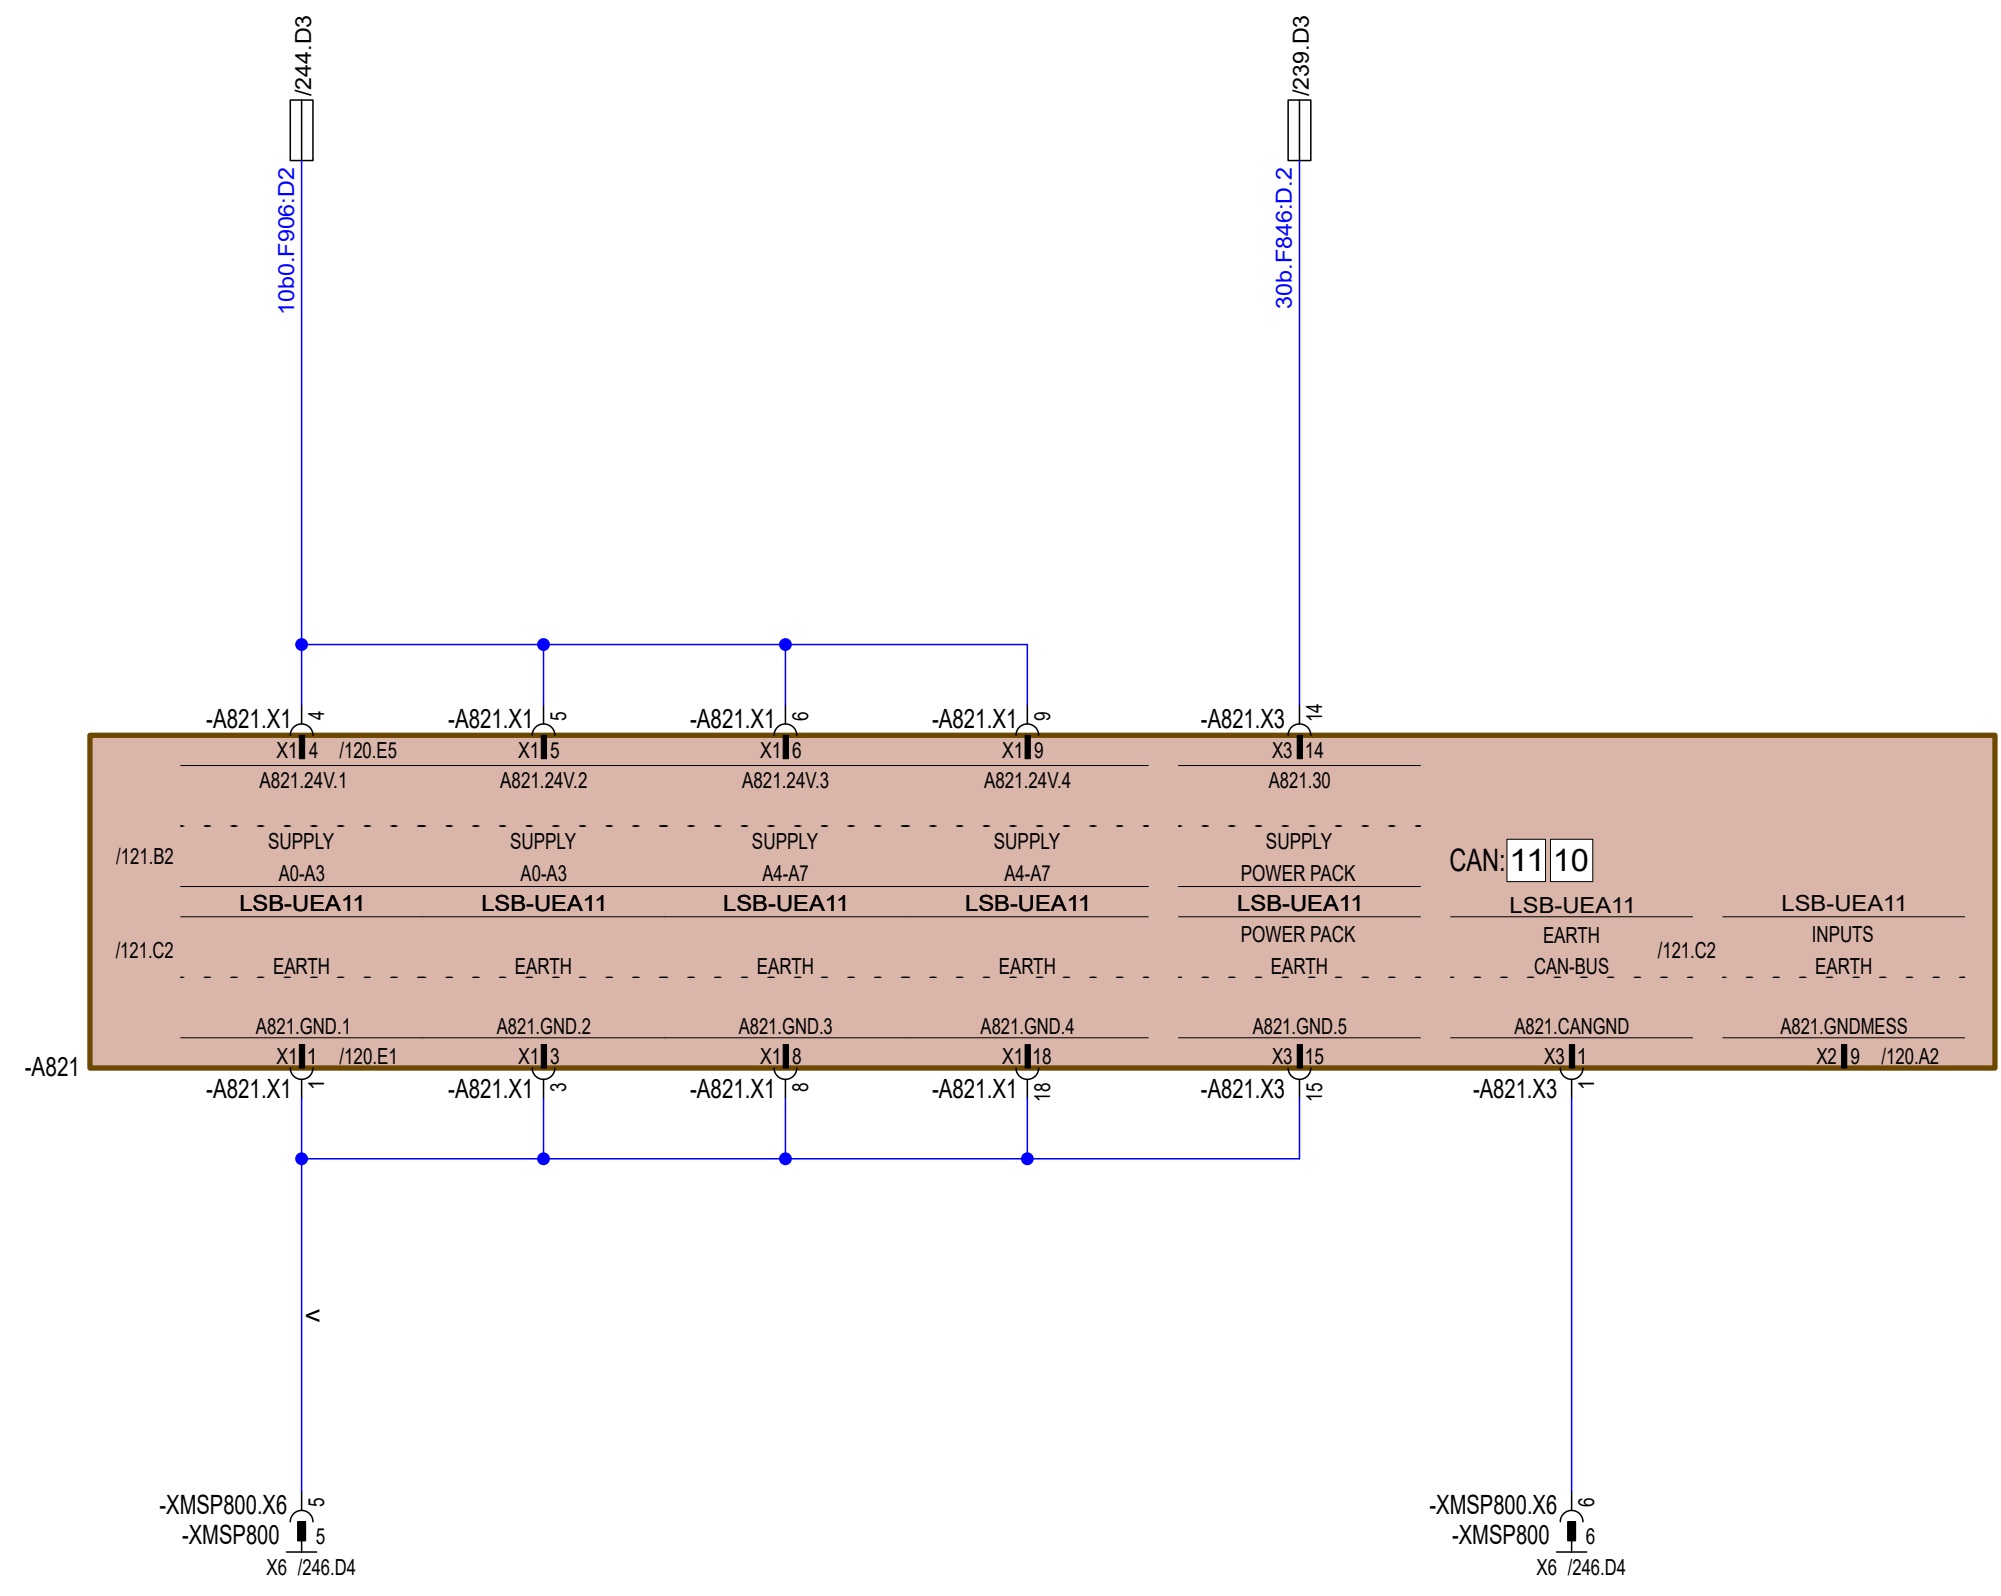 /244.D3 /239.D3
10b0.F906:D2 30b.F846:D.2
-A821.X1 4 -A821.X1 5 -A821.X1 6 -A821.X1 9 -A821.X3 14
X1 4 /120.E5 X1 5 X1 6 X1 9 X3 14
A821.24V.1 A821.24V.2 A821.24V.3 A821.24V.4 A821.30
SUPPLY SUPPLY SUPPLY SUPPLY SUPPLY
/121.B2 CAN: 11 10
A0-A3 A0-A3 A4-A7 A4-A7 POWER PACK
LSB-UEA11 LSB-UEA11 LSB-UEA11 LSB-UEA11 LSB-UEA11 LSB-UEA11 LSB-UEA11
POWER PACK EARTH INPUTS
/121.C2 /121.C2
EARTH EARTH EARTH EARTH EARTH CAN-BUS EARTH
A821.GND.1 A821.GND.2 A821.GND.3 A821.GND.4 A821.GND.5 A821.CANGND A821.GNDMESS
X1 1 /120.E1 X1 3 X1 8 X1 18 X3 15 X3 1 X2 9 /120.A2
-A821
-A821.X1 1 -A821.X1 3 -A821.X1 8 -A821.X1 18 -A821.X3 15 -A821.X3 1
<
-XMSP800.X6 5 -XMSP800.X6 6
-XMSP800 5 -XMSP800 6
X6 /246.D4 X6 /246.D4